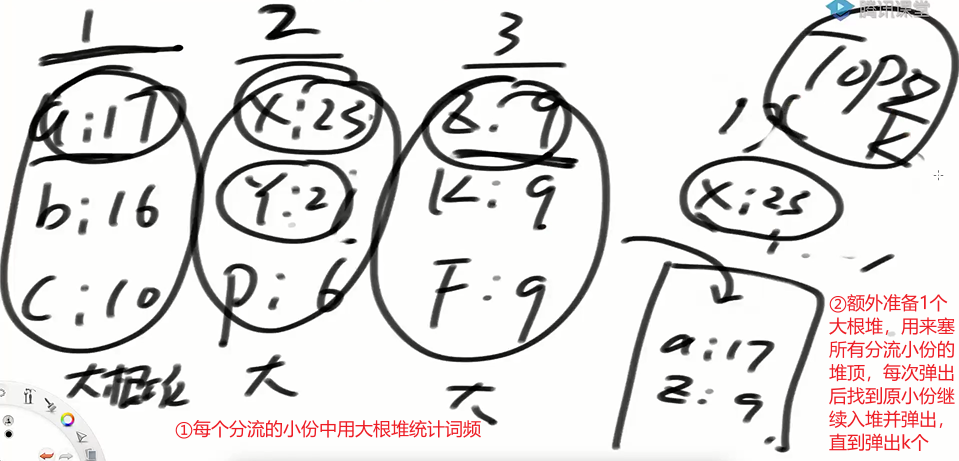 腾讯课堂
1
2
3
Top
K
a:17
X:23
Z:9
b:16
Y:2
K:9
C:10
P:6
F:9
X:23
a:17
Z:9
大根堆
大
大
①每个分流的小份中用大根堆统计词频
②额外准备1个
大根堆，用来塞
所有分流小份的
堆顶，每次弹出
后找到原小份继
续入堆并弹出，
直到弹出k个